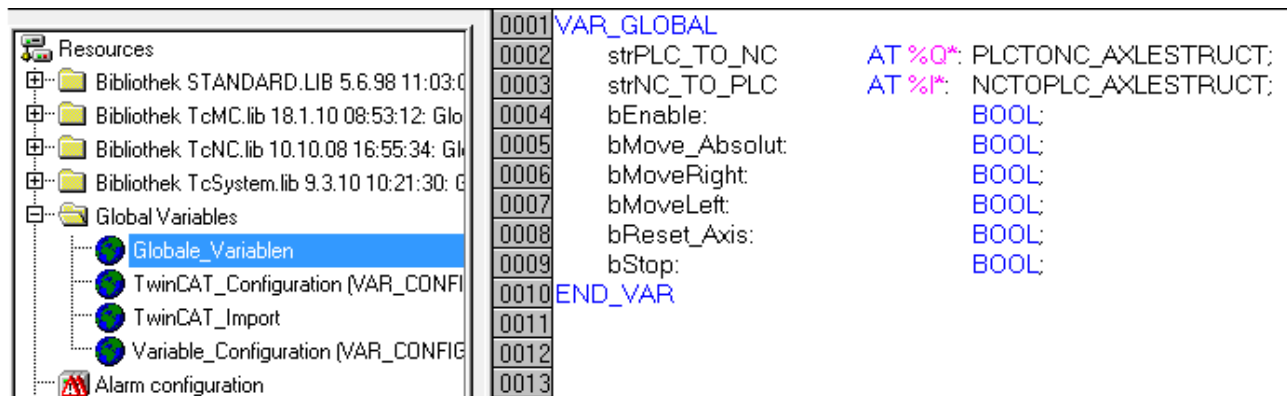 Resources
Bibliothek STANDARD.LIB 5.6.98 11:03:0
Bibliothek TcMC.lib 18.1.10 08:53:12: Glo
Bibliothek TcNC.lib 10.10.08 16:55:34: Gl
Bibliothek TcSystem.lib 9.3.10 10:21:30: G
Global Variables
Globale_Variablen
TwinCAT_Configuration (VAR_CONFI
TwinCAT_Import
Variable_Configuration (VAR_CONFIG
Alarm configuration
0001 VAR_GLOBAL
0002 strPLC_TO_NC AT %Q*: PLCTONC_AXLESTRUCT;
0003 strNC_TO_PLC AT %I*: NCTOPLC_AXLESTRUCT;
0004 bEnable: BOOL;
0005 bMove_Absolut: BOOL;
0006 bMoveRight: BOOL;
0007 bMoveLeft: BOOL;
0008 bReset_Axis: BOOL;
0009 bStop: BOOL;
0010 END_VAR
0011
0012
0013